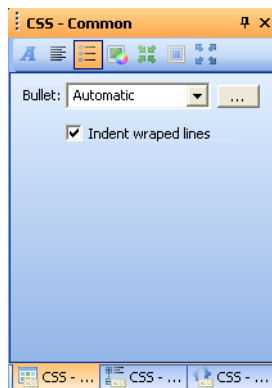 CSS - Common
Bullet: Automatic ...
Indent wraped lines
CSS - ... CSS - ... CSS - ...